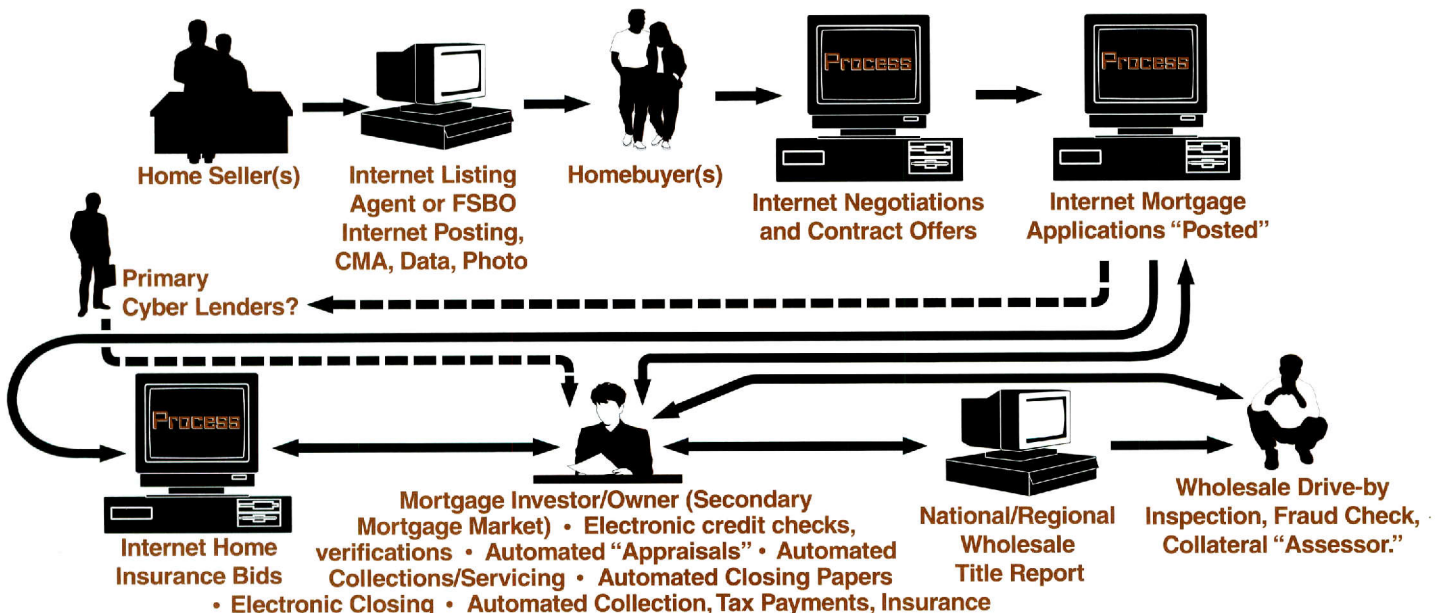 Process
Process
Home Seller(s)
Internet Listing
Agent or FSBO
Internet Posting,
CMA, Data, Photo
Homebuyer(s)
Internet Negotiations
and Contract Offers
Internet Mortgage
Applications “Posted”
Primary
Cyber Lenders?
Process
Internet Home
Insurance Bids
Mortgage Investor/Owner (Secondary
Mortgage Market) • Electronic credit checks,
verifications • Automated “Appraisals” • Automated
Collections/Servicing • Automated Closing Papers
• Electronic Closing • Automated Collection, Tax Payments, Insurance
National/Regional
Wholesale
Title Report
Wholesale Drive-by
Inspection, Fraud Check,
Collateral “Assessor.”